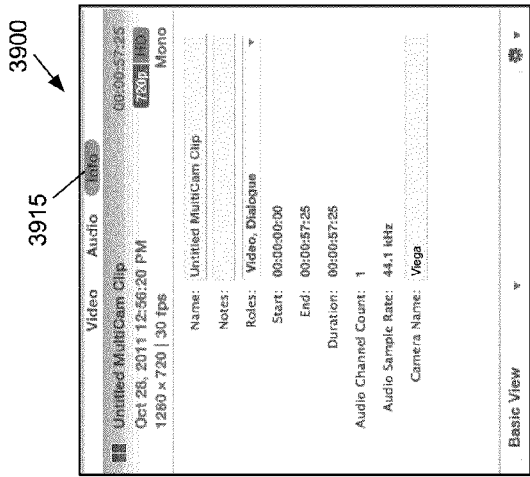 3900
3915
Video Audio Info
Untitled MultiCam Clip 00:00:57:25
Oct 28, 2011 12:56:20 PM 720p HD
1280 x 720 | 30 fps Mono
Name: Untitled MultiCam Clip
Notes:
Roles: Video, Dialogue
Start: 00:00:00:00
End: 00:00:57:25
Duration: 00:00:57:25
Audio Channel Count: 1
Audio Sample Rate: 44.1 kHz
Camera Name: Viega
Basic View